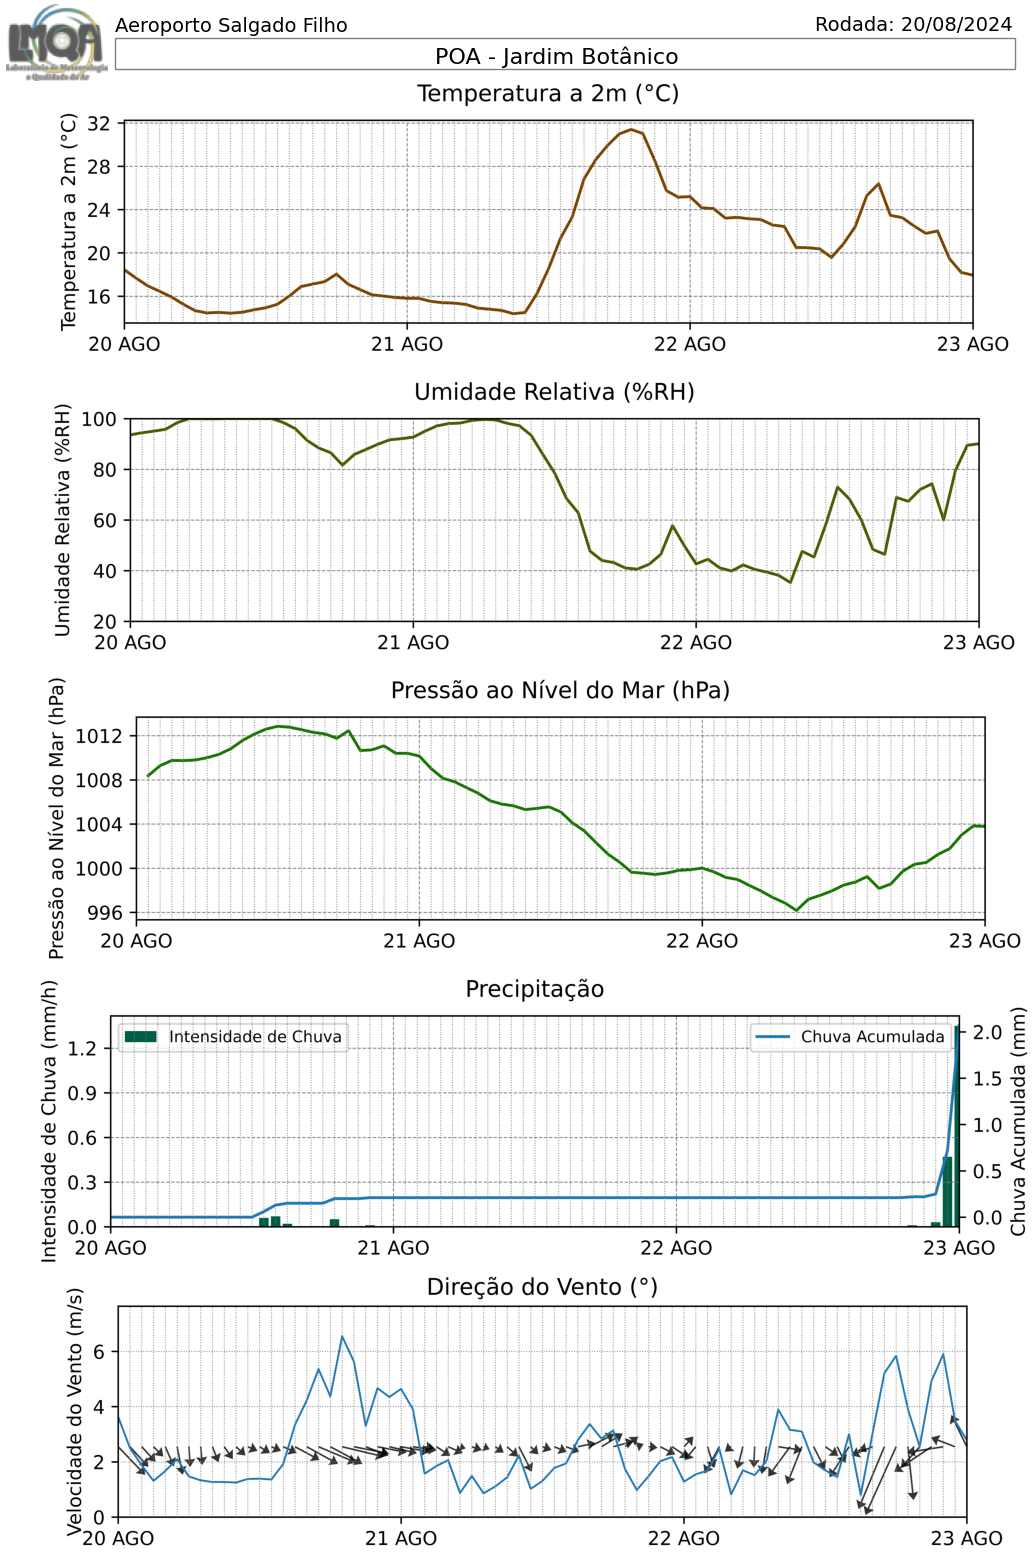 LMQA
Laboratório de Meteorologia
e Qualidade do Ar
Aeroporto Salgado Filho
Rodada: 20/08/2024
POA - Jardim Botânico
Temperatura a 2m (°C)
Temperatura a 2m (°C)
32
28
24
20
16
20 AGO 21 AGO 22 AGO 23 AGO
Umidade Relativa (%RH)
Umidade Relativa (%RH)
100
80
60
40
20
20 AGO 21 AGO 22 AGO 23 AGO
Pressão ao Nível do Mar (hPa)
Pressão ao Nível do Mar (hPa)
1012
1008
1004
1000
996
20 AGO 21 AGO 22 AGO 23 AGO
Precipitação
Intensidade de Chuva (mm/h)
Intensidade de Chuva
Chuva Acumulada
1.2
0.9
0.6
0.3
0.0
2.0
1.5
1.0
0.5
0.0
Chuva Acumulada (mm)
20 AGO 21 AGO 22 AGO 23 AGO
Direção do Vento (°)
Velocidade do Vento (m/s)
6
4
2
0
20 AGO 21 AGO 22 AGO 23 AGO